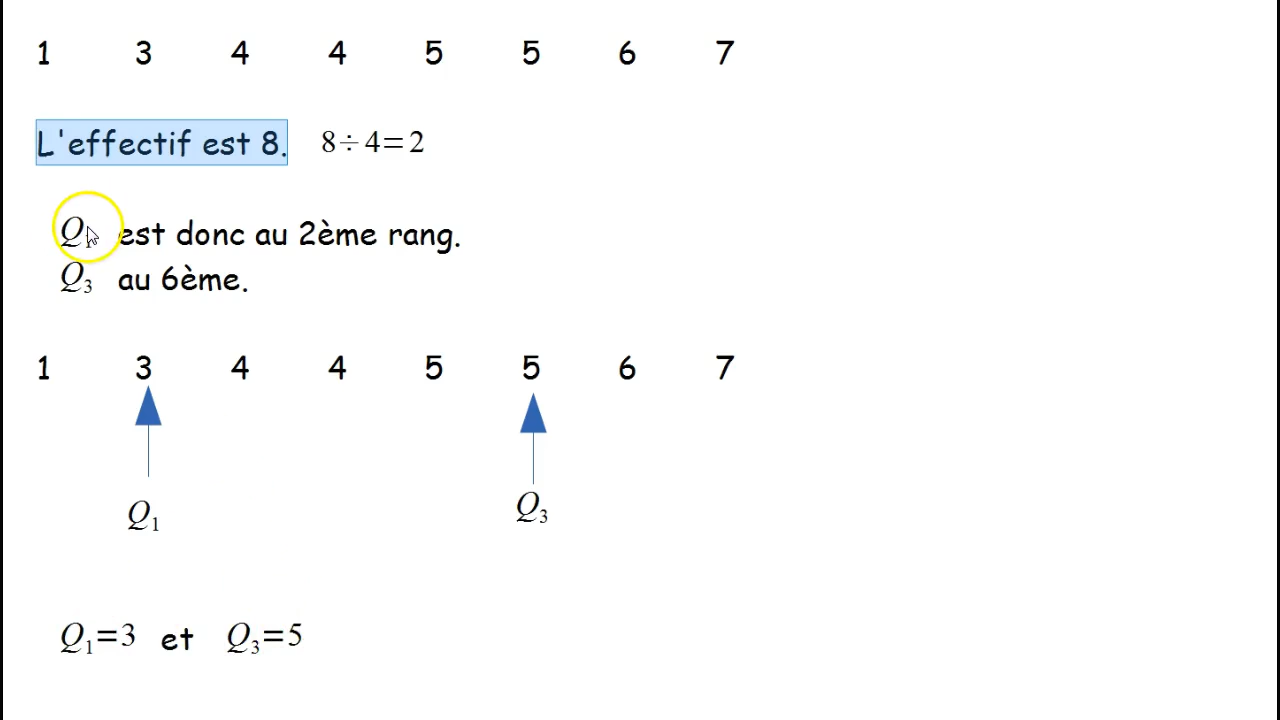 1 3 4 4 5 5 6 7
L'effectif est 8. 8÷4=2
Q₁ est donc au 2ème rang.
Q₃ au 6ème.
1 3 4 4 5 5 6 7
Q₁ Q₃
Q₁=3 et Q₃=5